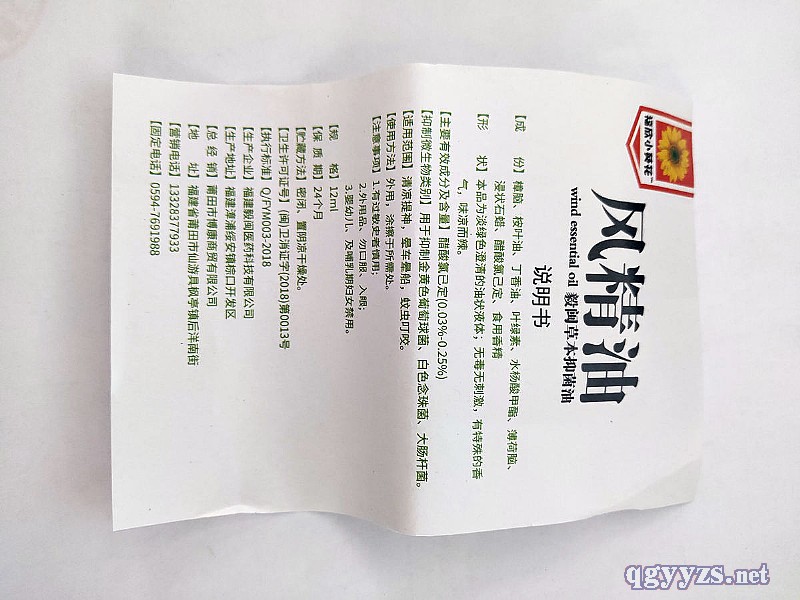 福欣小葵花
风精油
wind essential oil 毅闽草本抑菌油
说明书
【成 份】樟脑、桉叶油、丁香油、叶绿素、水杨酸甲酯、薄荷脑、
浸状石蜡、醋酸氯己定、食用香精
【形 状】本品为淡绿色澄清的油状液体；无毒无刺激，有特殊的香
气，味凉而辣。
【主要有效成分及含量】醋酸氯已定(0.03%-0.25%)
【抑制微生物类别】用于抑制金黄色葡萄球菌、白色念珠菌、大肠杆菌。
【适用范围】清凉提神，晕车晕船，蚊虫叮咬。
【使用方法】外用，涂擦于所需处。
【注意事项】1.有过敏史者慎用；
2.外用品、勿口服、入眼；
3.婴幼儿、及哺乳期妇女禁用。
【规 格】12ml
【保 质 期】24个月
【贮藏方法】密闭、置阴凉干燥处。
【卫生许可证号】(闽)卫消证字(2018)第0013号
【执行标准】Q/FYM003-2018
【生产企业】福建毅闽医药科技有限公司
【生产地址】福建漳浦绥安镇综口开发区
【总 经 销】莆田市博康商贸有限公司
【地 址】福建省莆田市仙游县枫亭镇后洋南街
【营销电话】13328377933
【固定电话】0594-7691988
qgyyzs.net